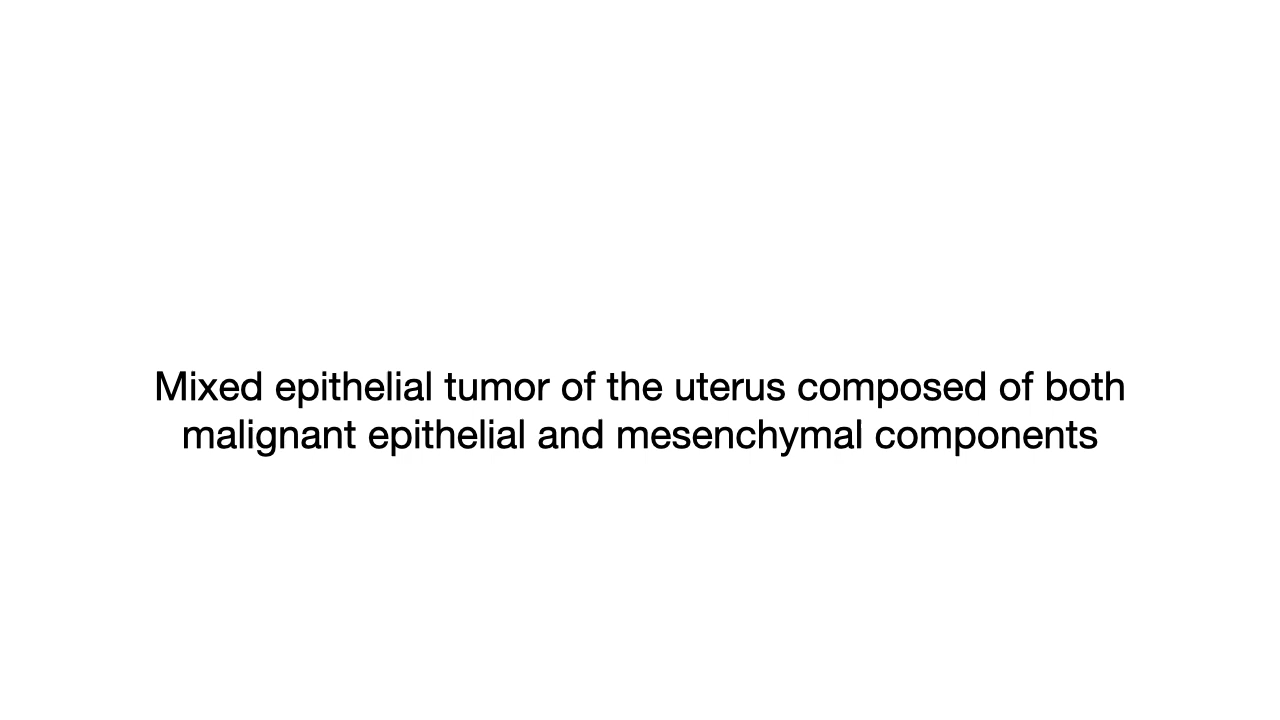 Mixed epithelial tumor of the uterus composed of both
malignant epithelial and mesenchymal components